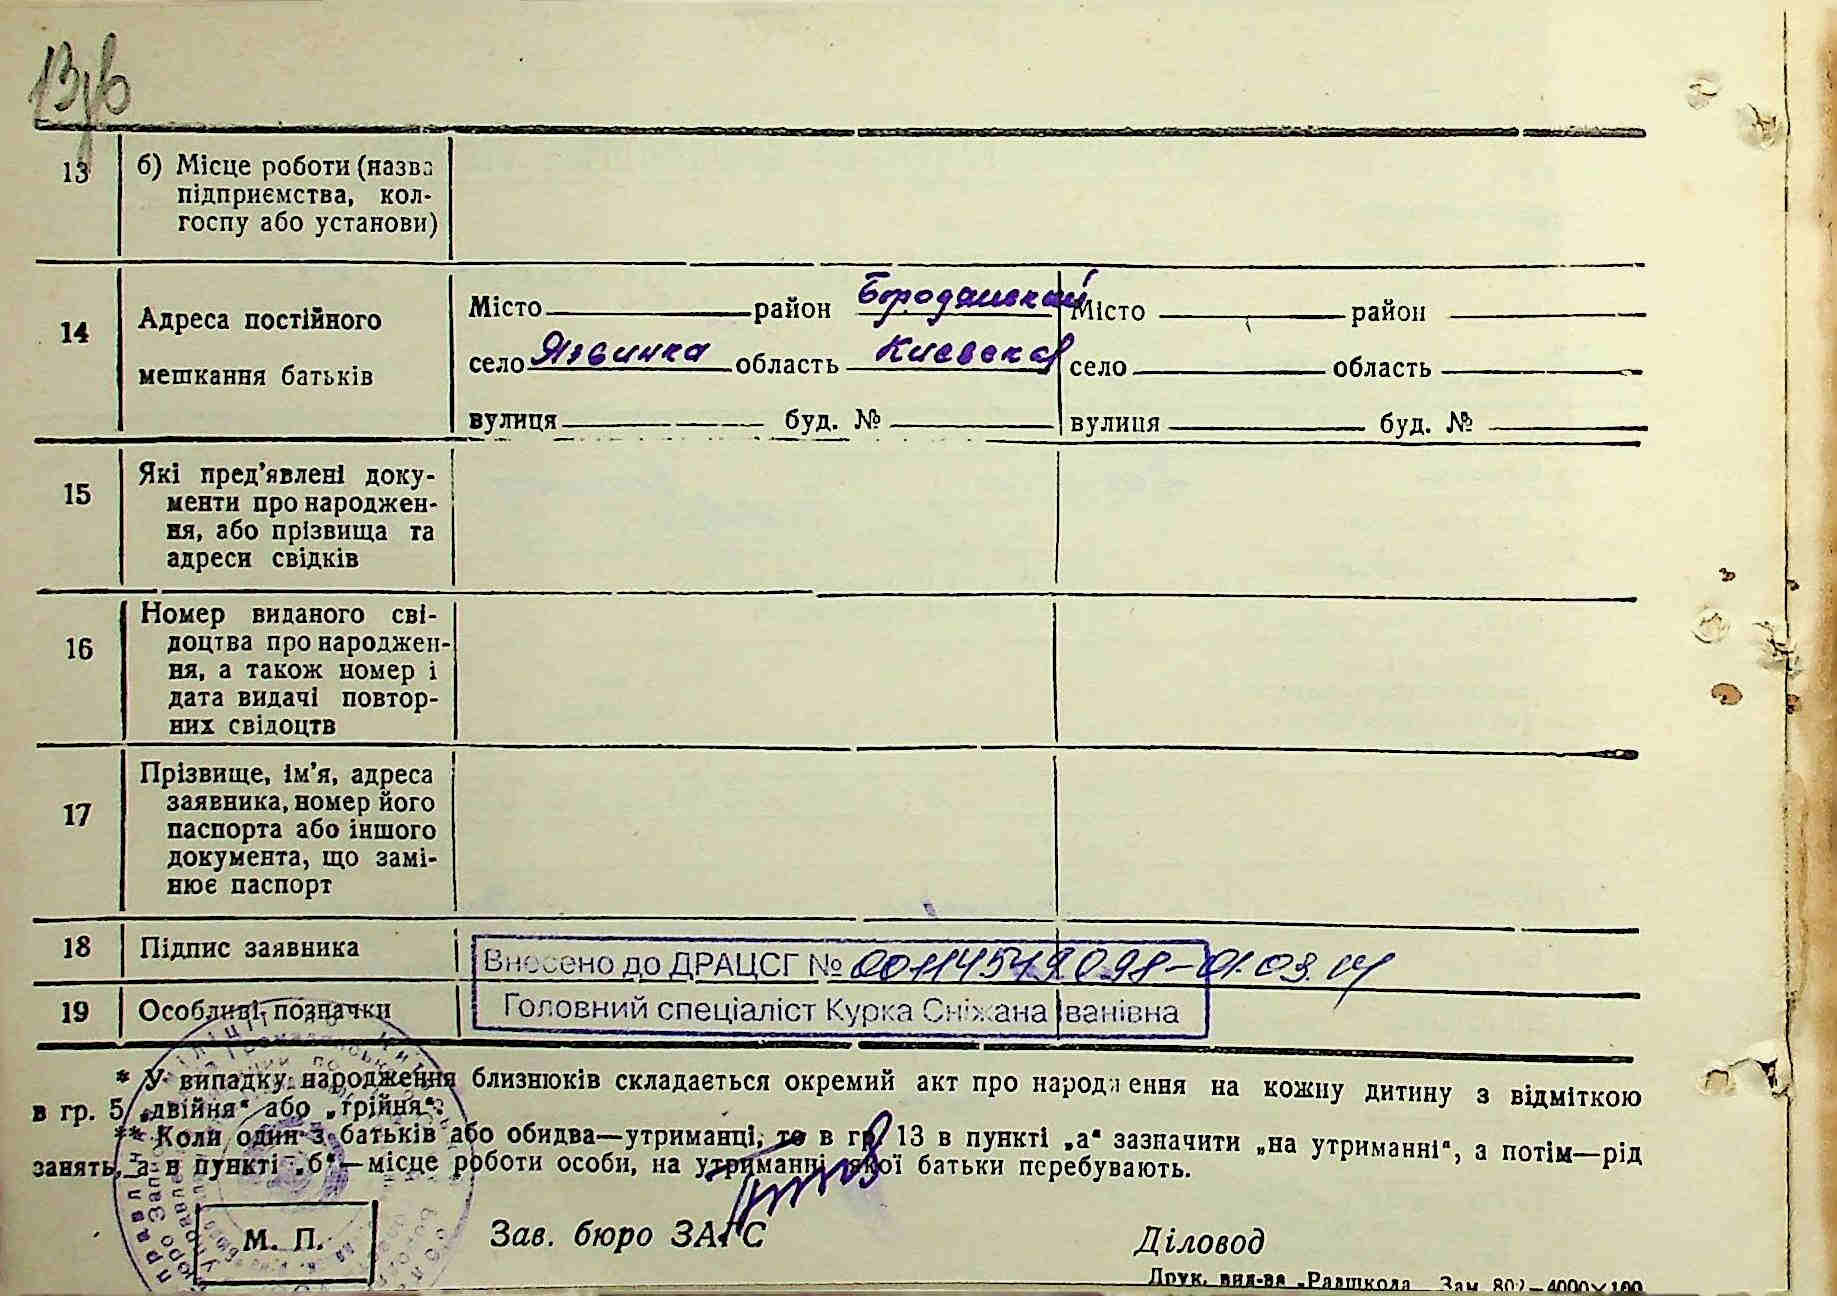 13
б) Місце роботи (назва
підприємства, кол-
госпу або установи)
14
Адреса постійного
мешкання батьків
Місто район Бородянский
село Язвинка область Киевская
вулиця буд. №
Місто район
село область
вулиця буд. №
15
Які пред'явлені доку-
менти про народжен-
ня, або прізвища та
адреси свідків
16
Номер виданого сві-
доцтва про народжен-
ня, а також номер і
дата видачі повтор-
них свідоцтв
17
Прізвище, ім'я, адреса
заявника, номер його
паспорта або іншого
документа, що замі-
нює паспорт
18
Підпис заявника
Внесено до ДРАЦСГ №
19
Особливі позначки
Головний спеціаліст Курка Сніжана Іванівна
* У випадку народження близнюків складається окремий акт про народження на кожну дитину з відміткою
в гр. 5 „двійня“ або „трійня“.
** Коли один з батьків або обидва—утриманці, то в гр. 13 в пункті „а“ зазначити „на утриманні“, а потім—рід
занять, а в пункті „б“—місце роботи особи, на утриманні якої батьки перебувають.
М. П.
Зав. бюро ЗАГС
Діловод
Друк. вид-ва „Радшкола Зам. 802—4000×100